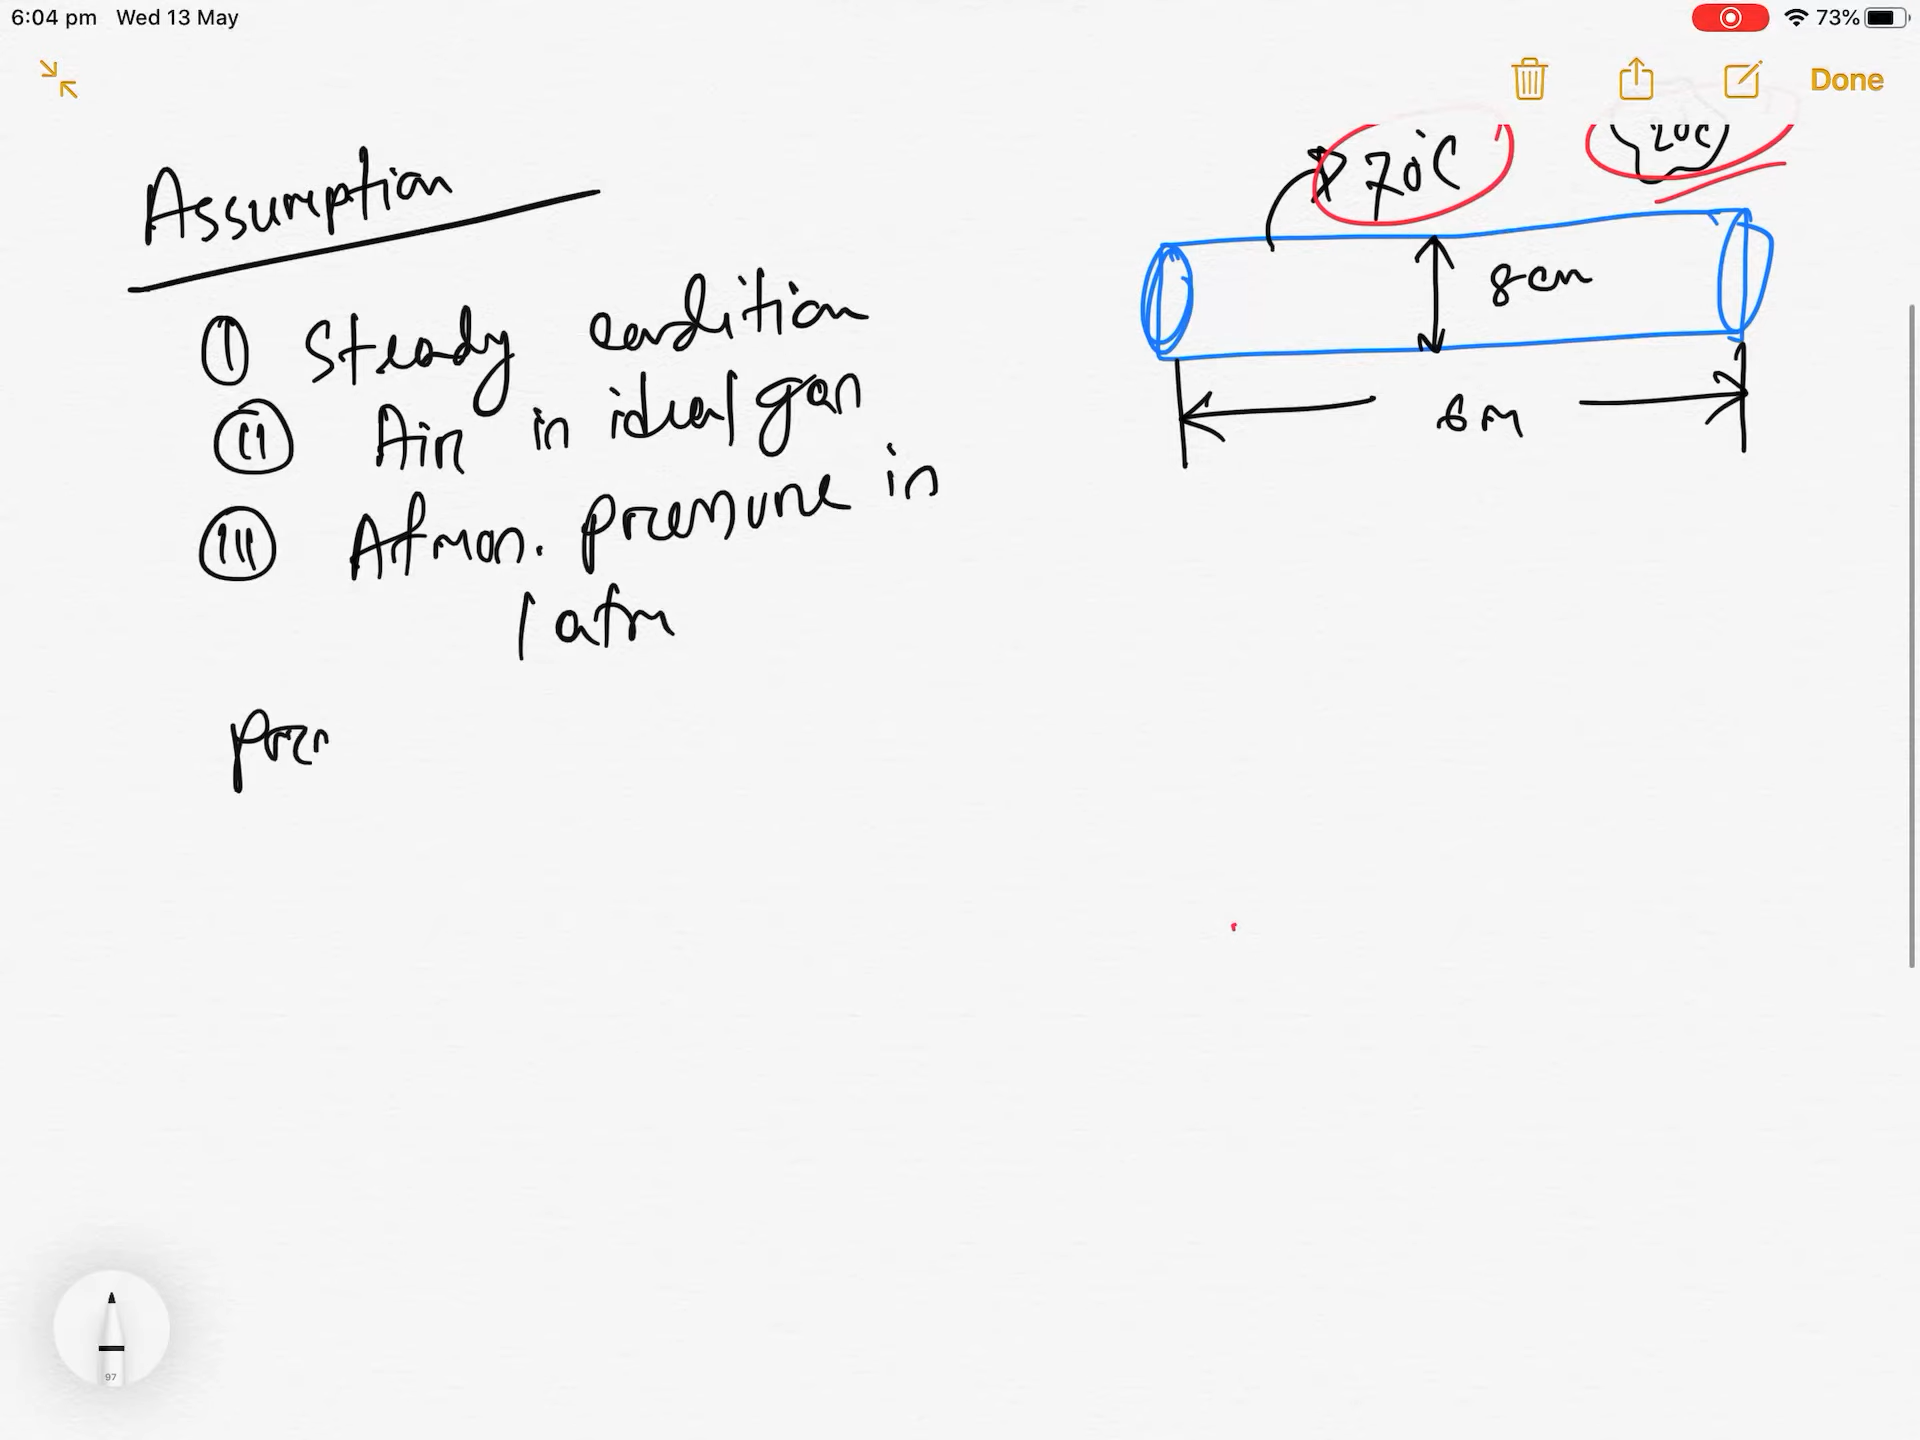 6:04 pm Wed 13 May
73%
Done
Assumption
70°C
20°C
8cm
6m
(I) Steady condition
(II) Air is ideal gas
(III) Atmos. pressure is
1 atm
pro
97